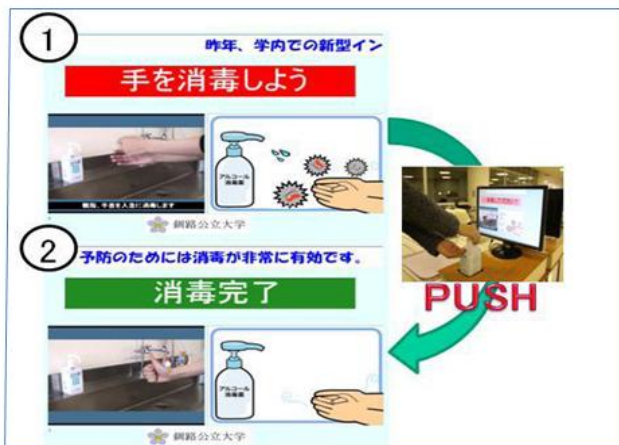 ①
昨年、学内での新型イン
手を消毒しよう
アルコール
消毒薬
釧路公立大学
②
予防のためには消毒が非常に有効です。
消毒完了
アルコール
消毒薬
釧路公立大学
PUSH